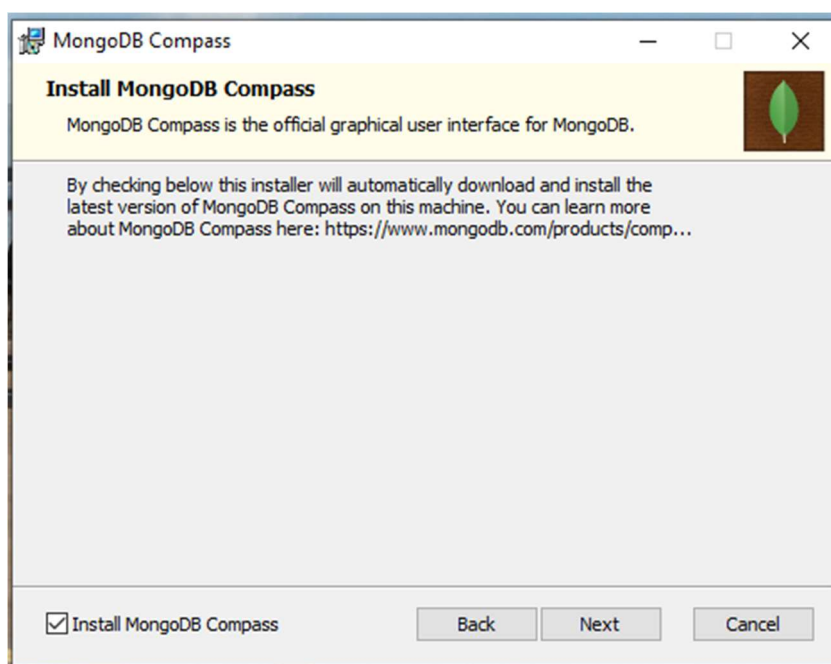 MongoDB Compass
Install MongoDB Compass
MongoDB Compass is the official graphical user interface for MongoDB.
By checking below this installer will automatically download and install the
latest version of MongoDB Compass on this machine. You can learn more
about MongoDB Compass here: https://www.mongodb.com/products/comp...
Install MongoDB Compass
Back
Next
Cancel